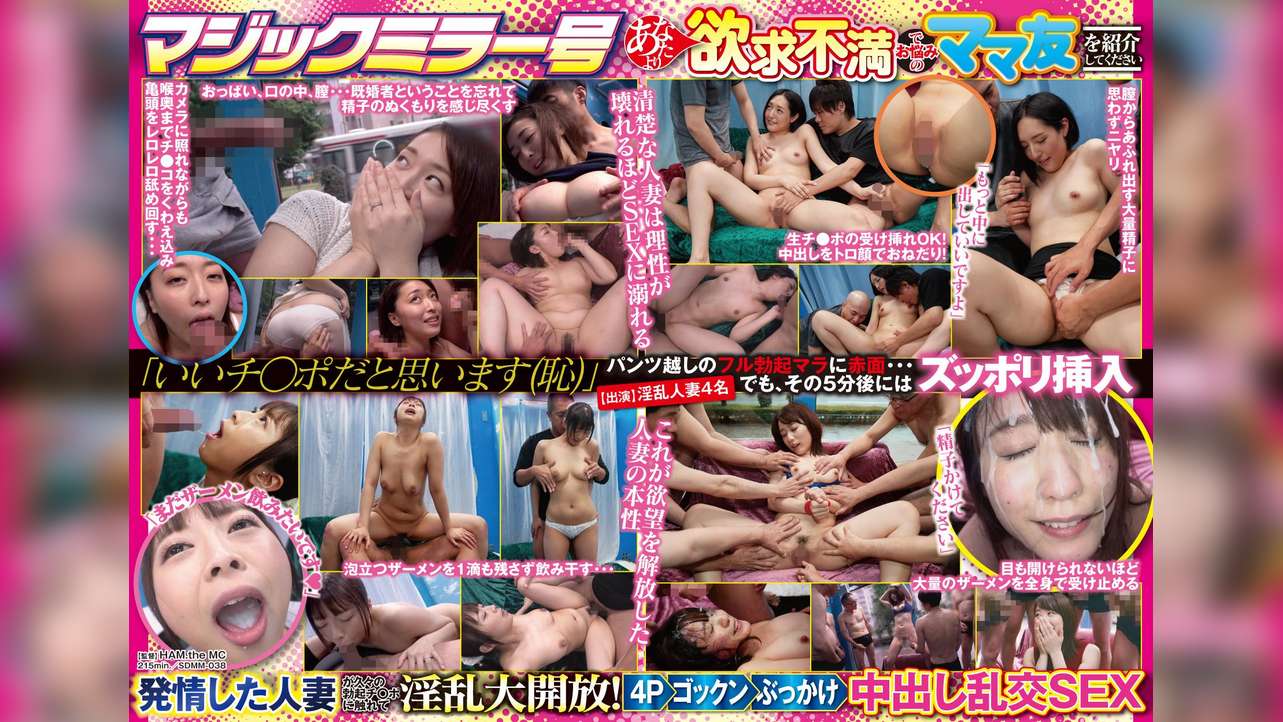 マジックミラー号
あなたより
欲求不満
でお悩みの
ママ友
を紹介
してください
おっぱい、口の中、膣・・・既婚者ということを忘れて
精子のぬくもりを感じ尽くす
カメラに照れながらも
喉奥までチ●コをくわえ込み
亀頭をレロレロ舐め回す・・・
清楚な人妻は理性が
壊れるほどSEXに溺れる
生チ●ポの受け挿れOK!
中出しをトロ顔でおねだり!
膣からあふれ出す大量精子に
思わずニヤリ
「もっと中に
出していいですよ」
「いいチ〇ポだと思います(恥)」
パンツ越しのフル勃起マラに赤面・・・
【出演】淫乱人妻4名
でも、その5分後には
ズッポリ挿入
「まだザーメン飲みたいです♥」
泡立つザーメンを1滴も残さず飲み干す・・・
これが欲望を解放した
人妻の本性
「精子かけて
ください」
目も開けられないほど
大量のザーメンを全身で受け止める
【監督】HAM.the MC
215min.／SDMM-038
発情した人妻
が久々の
勃起チ〇ポ
に触れて
淫乱大開放!
4P
ゴックン
ぶっかけ
中出し乱交SEX